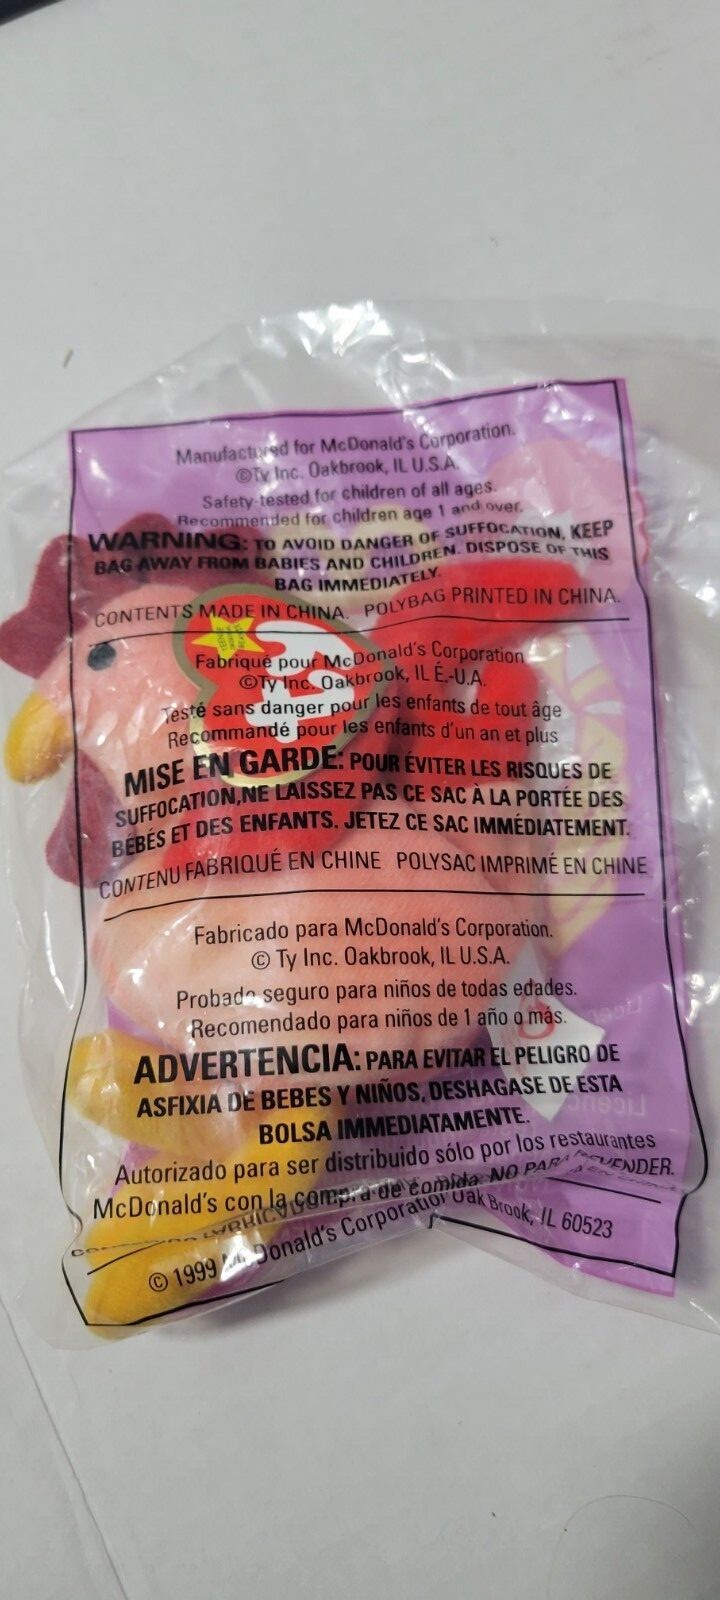 Manufactured for McDonald's Corporation.
©Ty Inc. Oakbrook, IL U.S.A.
Safety-tested for children of all ages.
Recommended for children age 1 and over.
WARNING: TO AVOID DANGER OF SUFFOCATION, KEEP
BAG AWAY FROM BABIES AND CHILDREN. DISPOSE OF THIS
BAG IMMEDIATELY.
CONTENTS MADE IN CHINA. POLYBAG PRINTED IN CHINA.
ty
Fabriqué pour McDonald's Corporation
©Ty Inc. Oakbrook, IL É.-U.A.
Testé sans danger pour les enfants de tout âge
Recommandé pour les enfants d'un an et plus
MISE EN GARDE: POUR ÉVITER LES RISQUES DE
SUFFOCATION,NE LAISSEZ PAS CE SAC À LA PORTÉE DES
BÉBÉS ET DES ENFANTS. JETEZ CE SAC IMMÉDIATEMENT.
CONTENU FABRIQUÉ EN CHINE POLYSAC IMPRIMÉ EN CHINE
Fabricado para McDonald's Corporation.
© Ty Inc. Oakbrook, IL U.S.A.
Probado seguro para niños de todas edades.
Recomendado para niños de 1 año o más.
ADVERTENCIA: PARA EVITAR EL PELIGRO DE
ASFIXIA DE BEBES Y NIÑOS, DESHAGASE DE ESTA
BOLSA IMMEDIATAMENTE.
Autorizado para ser distribuido sólo por los restaurantes
McDonald's con la compra de comida. NO PARA REVENDER.
© 1999 McDonald's Corporation Oak Brook, IL 60523